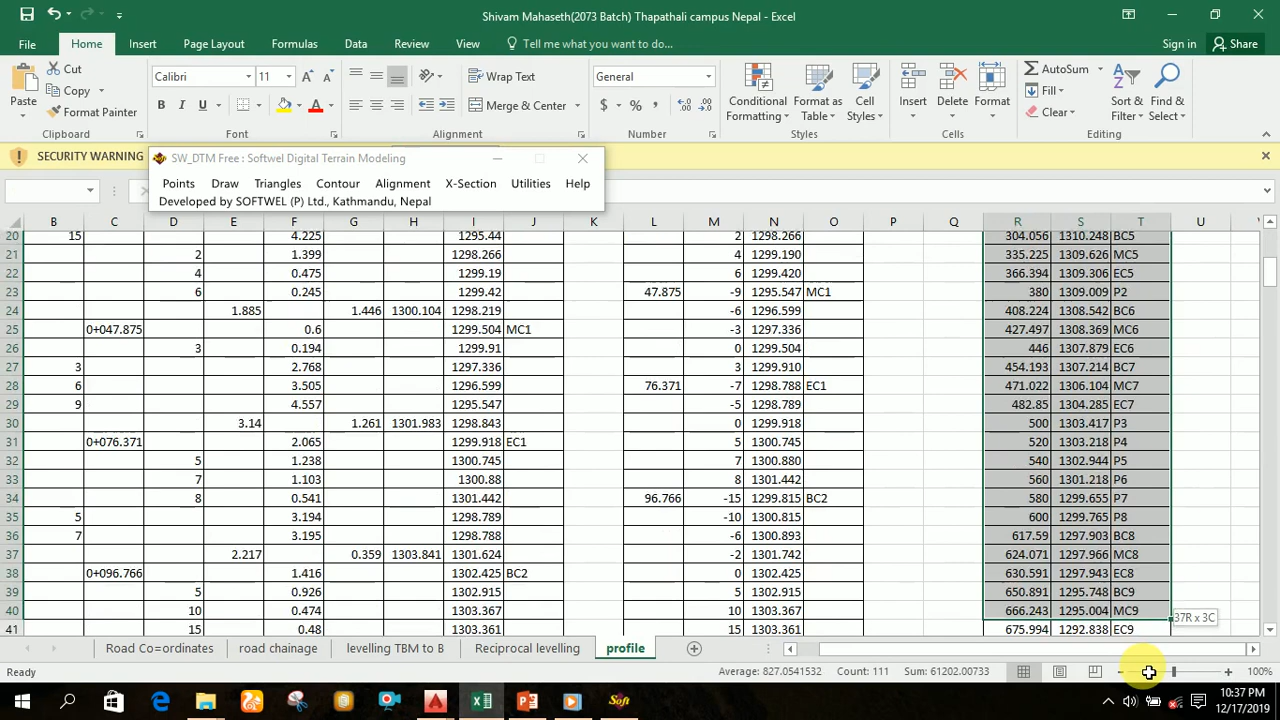 Shivam Mahaseth(2073 Batch) Thapathali campus Nepal - Excel
File Home Insert Page Layout Formulas Data Review View Tell me what you want to do... Sign in Share
Paste Cut Copy Format Painter
Calibri 11 Wrap Text General AutoSum
B I U Merge & Center $ % , Conditional Formatting Format as Table Cell Styles Insert Delete Format Fill Clear Sort & Filter Find & Select
Clipboard Font Alignment Number Styles Cells Editing
SECURITY WARNING SW_DTM Free : Softwel Digital Terrain Modeling
Points Draw Triangles Contour Alignment X-Section Utilities Help
Developed by SOFTWEL (P) Ltd., Kathmandu, Nepal
B C D E F G H I J K L M N O P Q R S T U
20 15 4.225 1295.44 2 1298.266 304.056 1310.248 BC5
21 2 1.399 1298.266 4 1299.190 335.225 1309.626 MC5
22 4 0.475 1299.19 6 1299.420 366.394 1309.306 EC5
23 6 0.245 1299.42 47.875 -9 1295.547 MC1 380 1309.009 P2
24 1.885 1.446 1300.104 1298.219 -6 1296.599 408.224 1308.542 BC6
25 0+047.875 0.6 1299.504 MC1 -3 1297.336 427.497 1308.369 MC6
26 3 0.194 1299.91 0 1299.504 446 1307.879 EC6
27 3 2.768 1297.336 3 1299.910 454.193 1307.214 BC7
28 6 3.505 1296.599 76.371 -7 1298.788 EC1 471.022 1306.104 MC7
29 9 4.557 1295.547 -5 1298.789 482.85 1304.285 EC7
30 3.14 1.261 1301.983 1298.843 0 1299.918 500 1303.417 P3
31 0+076.371 2.065 1299.918 EC1 5 1300.745 520 1303.218 P4
32 5 1.238 1300.745 7 1300.880 540 1302.944 P5
33 7 1.103 1300.88 8 1301.442 560 1301.218 P6
34 8 0.541 1301.442 96.766 -15 1299.815 BC2 580 1299.655 P7
35 5 3.194 1298.789 -10 1300.815 600 1299.765 P8
36 7 3.195 1298.788 -6 1300.893 617.59 1297.903 BC8
37 2.217 0.359 1303.841 1301.624 -2 1301.742 624.071 1297.966 MC8
38 0+096.766 1.416 1302.425 BC2 0 1302.425 630.591 1297.943 EC8
39 5 0.926 1302.915 5 1302.915 650.891 1295.748 BC9
40 10 0.474 1303.367 10 1303.367 666.243 1295.004 MC9 37R x 3C
41 15 0.48 1303.361 15 1303.361 675.994 1292.838 EC9
Road Co=ordinates road chainage levelling TBM to B Reciprocal levelling profile
Ready Average: 827.0541532 Count: 111 Sum: 61202.00733 100%
Soft 10:37 PM
12/17/2019